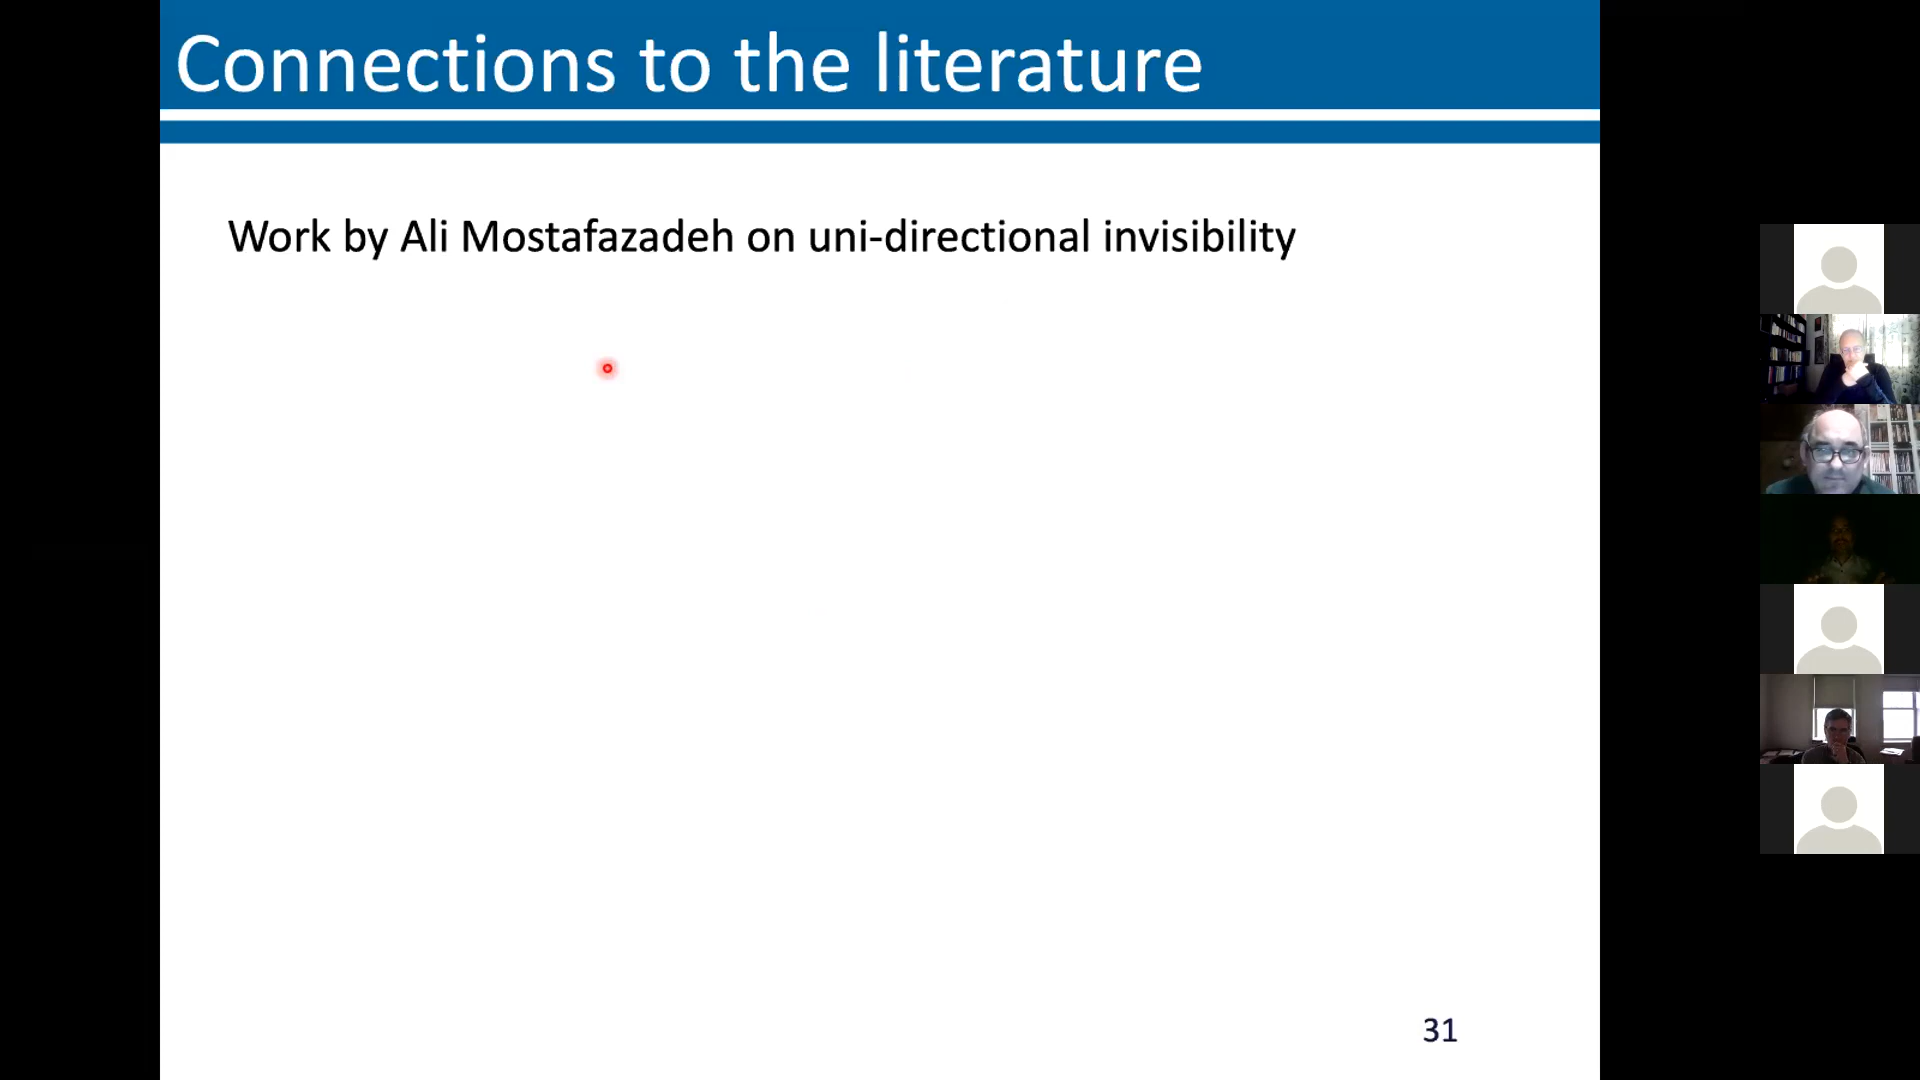 Connections to the literature
Work by Ali Mostafazadeh on uni-directional invisibility
31